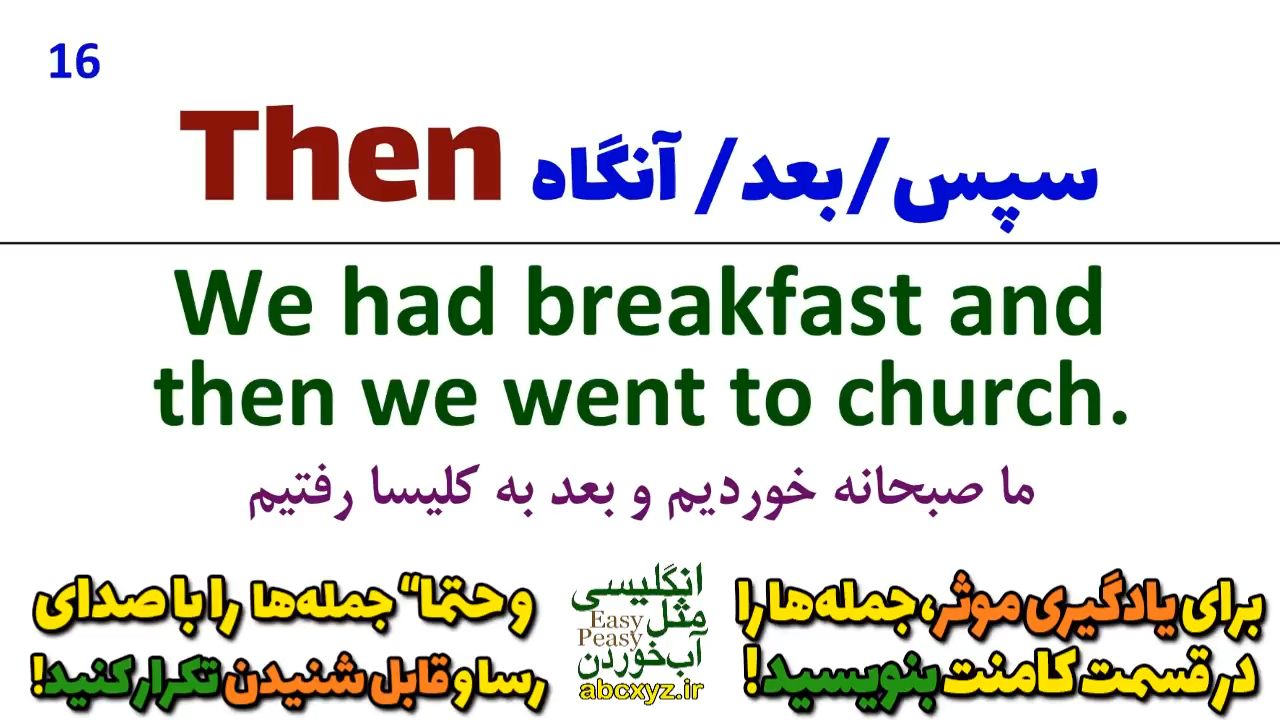 16
Then سپس/بعد/ آنگاه
We had breakfast and
then we went to church.
ما صبحانه خوردیم و بعد به کلیسا رفتیم
برای یادگیری موثر، جمله‌ها را
در قسمت کامنت بنویسید!
انگلیسی
مثل
Easy
Peasy
آب خوردن
abcxyz.ir
و حتما“ جمله‌ها را با صدای
رسا و قابل شنیدن تکرار کنید!